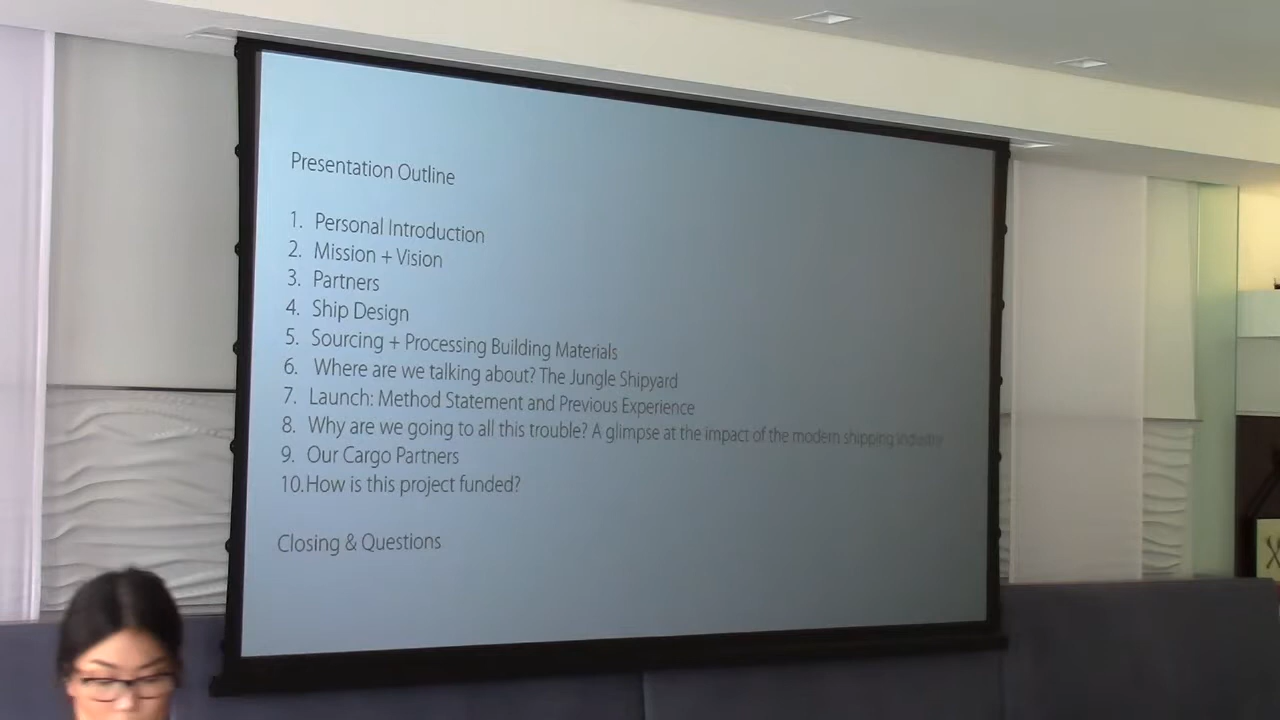 Presentation Outline
1. Personal Introduction
2. Mission + Vision
3. Partners
4. Ship Design
5. Sourcing + Processing Building Materials
6. Where are we talking about? The Jungle Shipyard
7. Launch: Method Statement and Previous Experience
8. Why are we going to all this trouble? A glimpse at the impact of the modern shipping industry
9. Our Cargo Partners
10. How is this project funded?
Closing & Questions